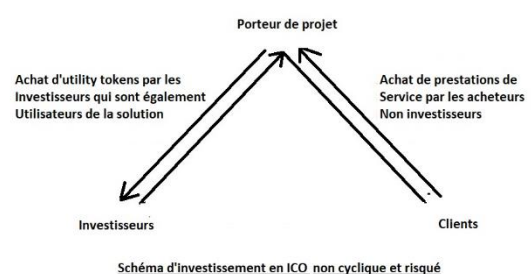 Porteur de projet
Achat d'utility tokens par les
Investisseurs qui sont également
Utilisateurs de la solution
Achat de prestations de
Service par les acheteurs
Non investisseurs
Investisseurs
Clients
Schéma d'investissement en ICO non cyclique et risqué